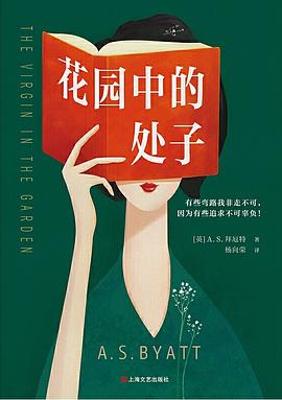 THE VIRGIN IN THE GARDEN
花园中的
处子
有些弯路我非走不可，
因为有些追求不可辜负！
[英] A. S. 拜厄特 著
杨向荣 译
A.S.BYATT
上海文艺出版社